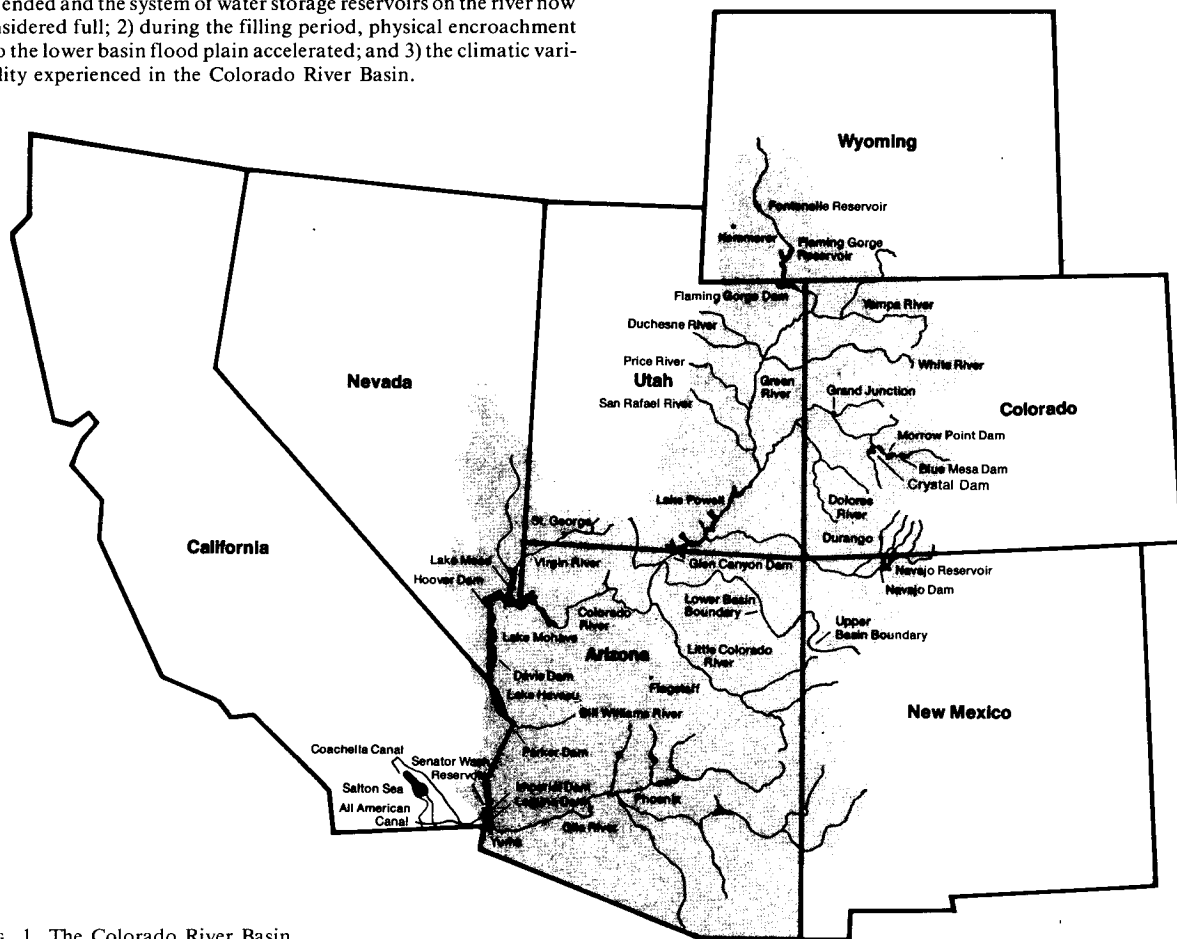 ended and the system of water storage reservoirs on the river now
nsidered full; 2) during the filling period, physical encroachment
o the lower basin flood plain accelerated; and 3) the climatic vari-
lity experienced in the Colorado River Basin.
Wyoming
Fontenelle Reservoir
Kemmerer
Flaming Gorge
Reservoir
Flaming Gorge Dam
Yampa River
Duchesne River
Price River
White River
Utah
Green
River
San Rafael River
Nevada
Grand Junction
Colorado
Morrow Point Dam
Blue Mesa Dam
Crystal Dam
Lake Powell
Dolores
River
St. George
Durango
California
Lake Mead
Virgin River
Glen Canyon Dam
Navajo Reservoir
Hoover Dam
Navajo Dam
Colorado
River
Lower Basin
Boundary
Upper
Basin Boundary
Lake Mohave
Arizona
Little Colorado
River
Davis Dam
Flagstaff
Lake Havasu
Bill Williams River
New Mexico
Parker Dam
Coachella Canal
Senator Wash
Reservoir
Salton Sea
Imperial Dam
Laguna Dam
Phoenix
All American
Canal
Gila River
Yuma
G. 1. The Colorado River Basin